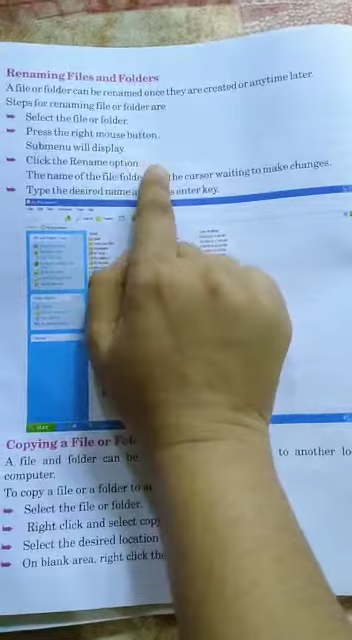 Renaming Files and Folders
A file or folder can be renamed once they are created or anytime later.
Steps for renaming file or folder are
Select the file or folder.
Press the right mouse button.
Submenu will display.
Click the Rename option
The name of the file folde the cursor waiting to make changes.
Type the desired name a s enter key.
Copying a File or Fol
A file and folder can be to another lo
computer.
To copy a file or a folder to a
Select the file or folder.
Right click and select copy
Select the desired location
On blank area, right click the